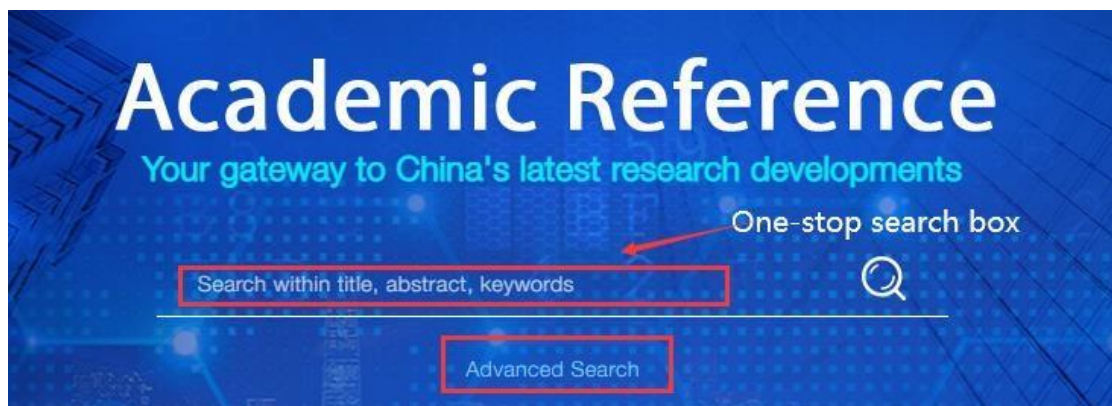 Academic Reference
Your gateway to China's latest research developments
One-stop search box
Search within title, abstract, keywords
Advanced Search